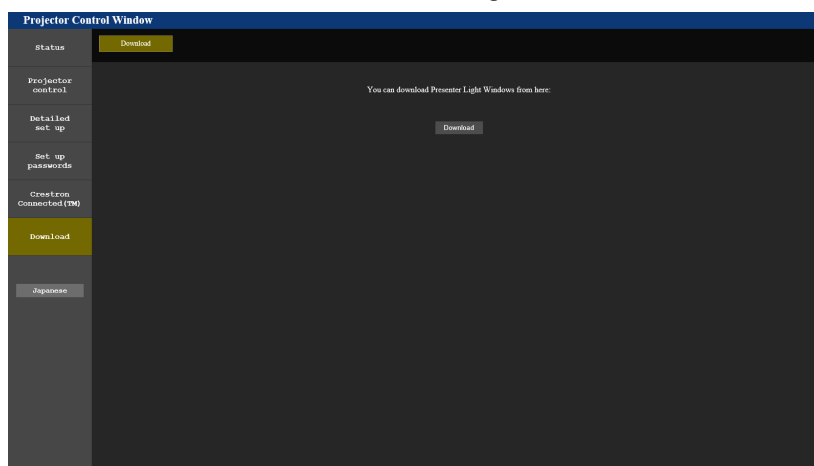 Projector Control Window
Status
Download
Projector
control
You can download Presenter Light Windows from here:
Detailed
set up
Download
Set up
passwords
Crestron
Connected(TM)
Download
Japanese